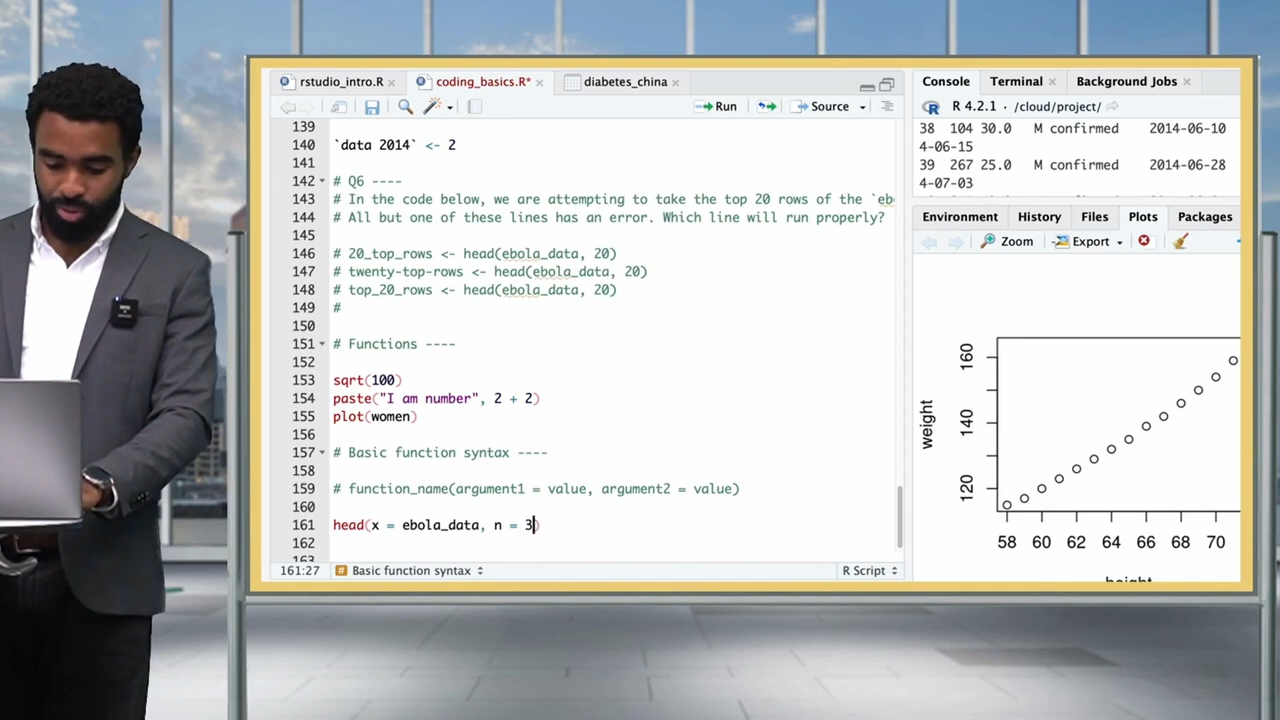 rstudio_intro.R
coding_basics.R*
diabetes_china
Run
Source
139
140 `data 2014` <- 2
141
142 # Q6 ----
143 # In the code below, we are attempting to take the top 20 rows of the `eb
144 # All but one of these lines has an error. Which line will run properly?
145
146 # 20_top_rows <- head(ebola_data, 20)
147 # twenty-top-rows <- head(ebola_data, 20)
148 # top_20_rows <- head(ebola_data, 20)
149 #
150
151 # Functions ----
152
153 sqrt(100)
154 paste("I am number", 2 + 2)
155 plot(women)
156
157 # Basic function syntax ----
158
159 # function_name(argument1 = value, argument2 = value)
160
161 head(x = ebola_data, n = 3)
162
163
161:27 # Basic function syntax R Script
Console Terminal Background Jobs
R 4.2.1 · /cloud/project/
38 104 30.0 M confirmed 2014-06-10
4-06-15
39 267 25.0 M confirmed 2014-06-28
4-07-03
Environment History Files Plots Packages
Zoom Export
weight
160
140
120
58 60 62 64 66 68 70
height